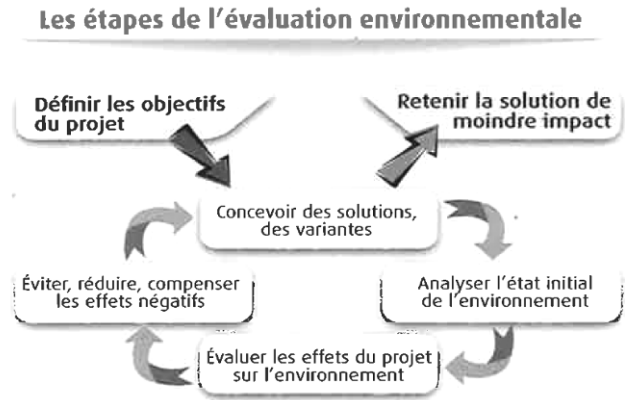 Les étapes de l'évaluation environnementale
Définir les objectifs
du projet
Retenir la solution de
moindre impact
Concevoir des solutions,
des variantes
Éviter, réduire, compenser
les effets négatifs
Analyser l'état initial
de l'environnement
Évaluer les effets du projet
sur l'environnement